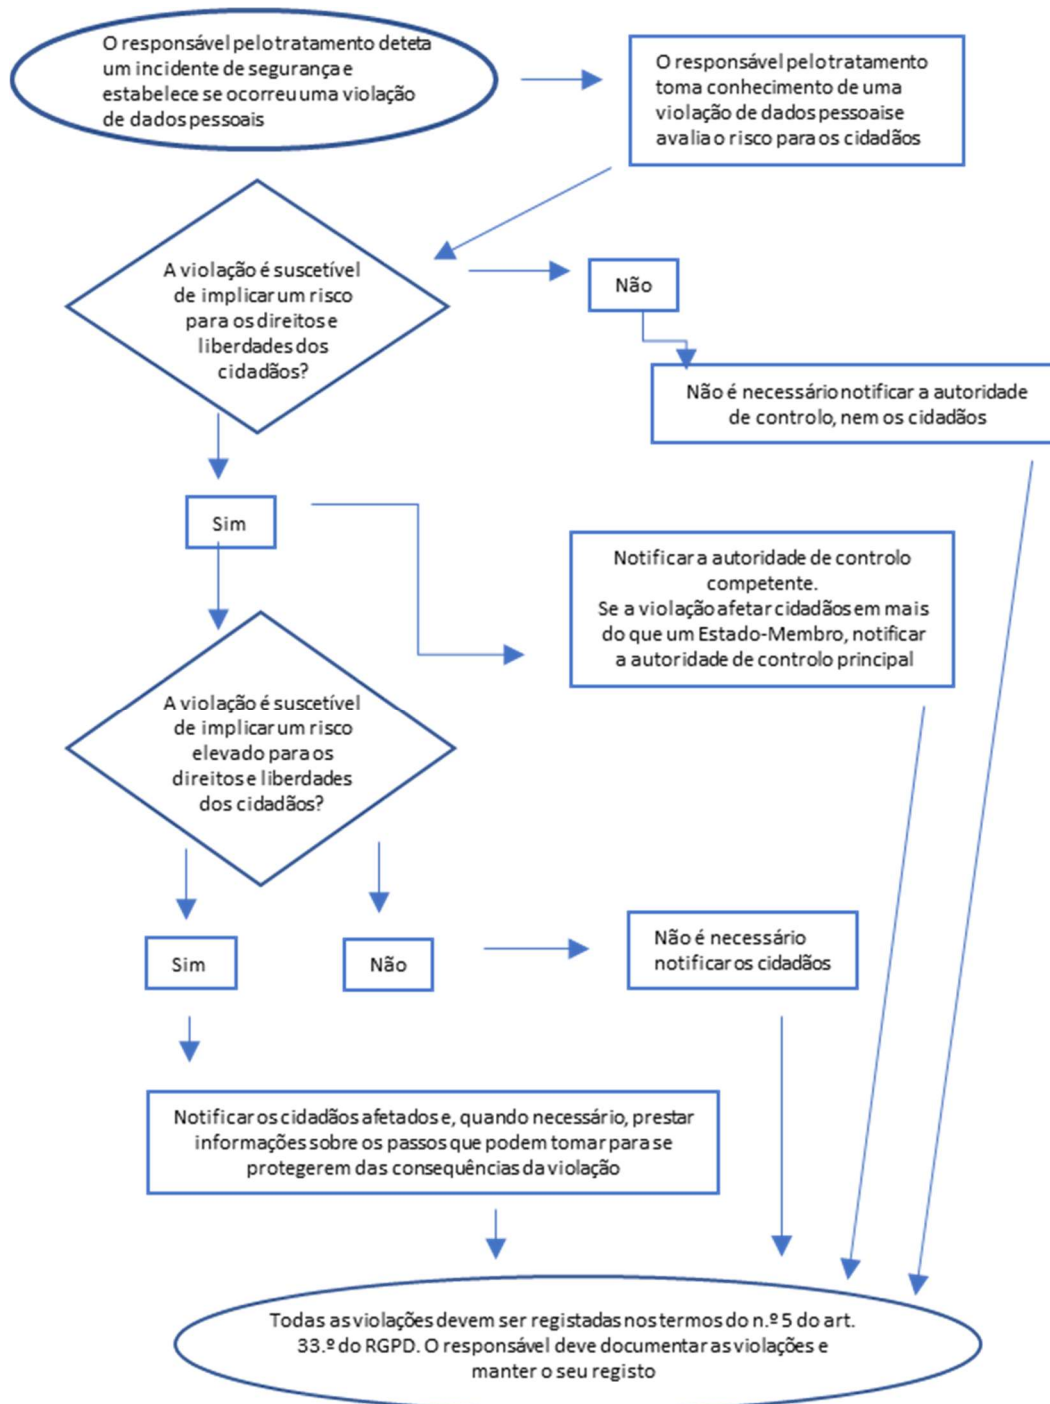 O responsável pelo tratamento deteta
um incidente de segurança e
estabelece se ocorreu uma violação
de dados pessoais
O responsável pelo tratamento
toma conhecimento de uma
violação de dados pessoais e
avalia o risco para os cidadãos
A violação é suscetível
de implicar um risco
para os direitos e
liberdades dos
cidadãos?
Não
Não é necessário notificar a autoridade
de controlo, nem os cidadãos
Sim
Notificar a autoridade de controlo
competente.
Se a violação afetar cidadãos em mais
do que um Estado-Membro, notificar
a autoridade de controlo principal
A violação é suscetível
de implicar um risco
elevado para os
direitos e liberdades
dos cidadãos?
Sim
Não
Não é necessário
notificar os cidadãos
Notificar os cidadãos afetados e, quando necessário, prestar
informações sobre os passos que podem tomar para se
protegerem das consequências da violação
Todas as violações devem ser registadas nos termos do n.º 5 do art.
33.º do RGPD. O responsável deve documentar as violações e
manter o seu registo